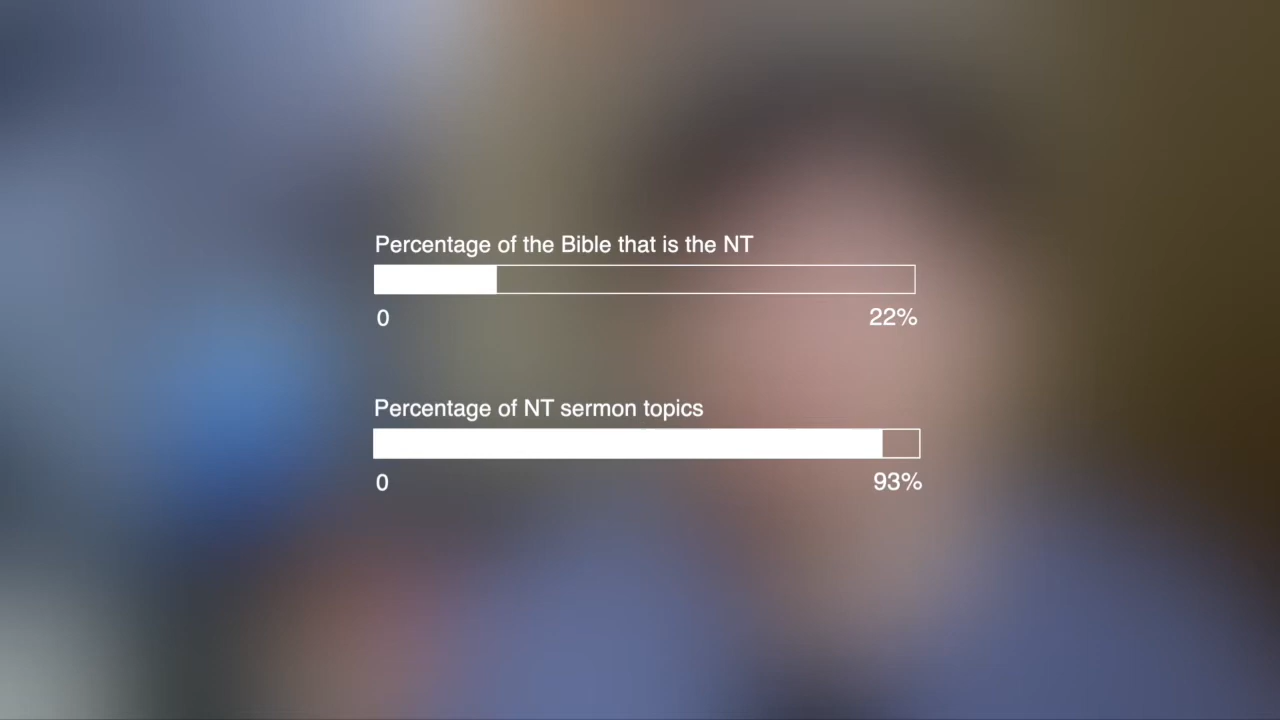 Percentage of the Bible that is the NT
0 22%
Percentage of NT sermon topics
0 93%